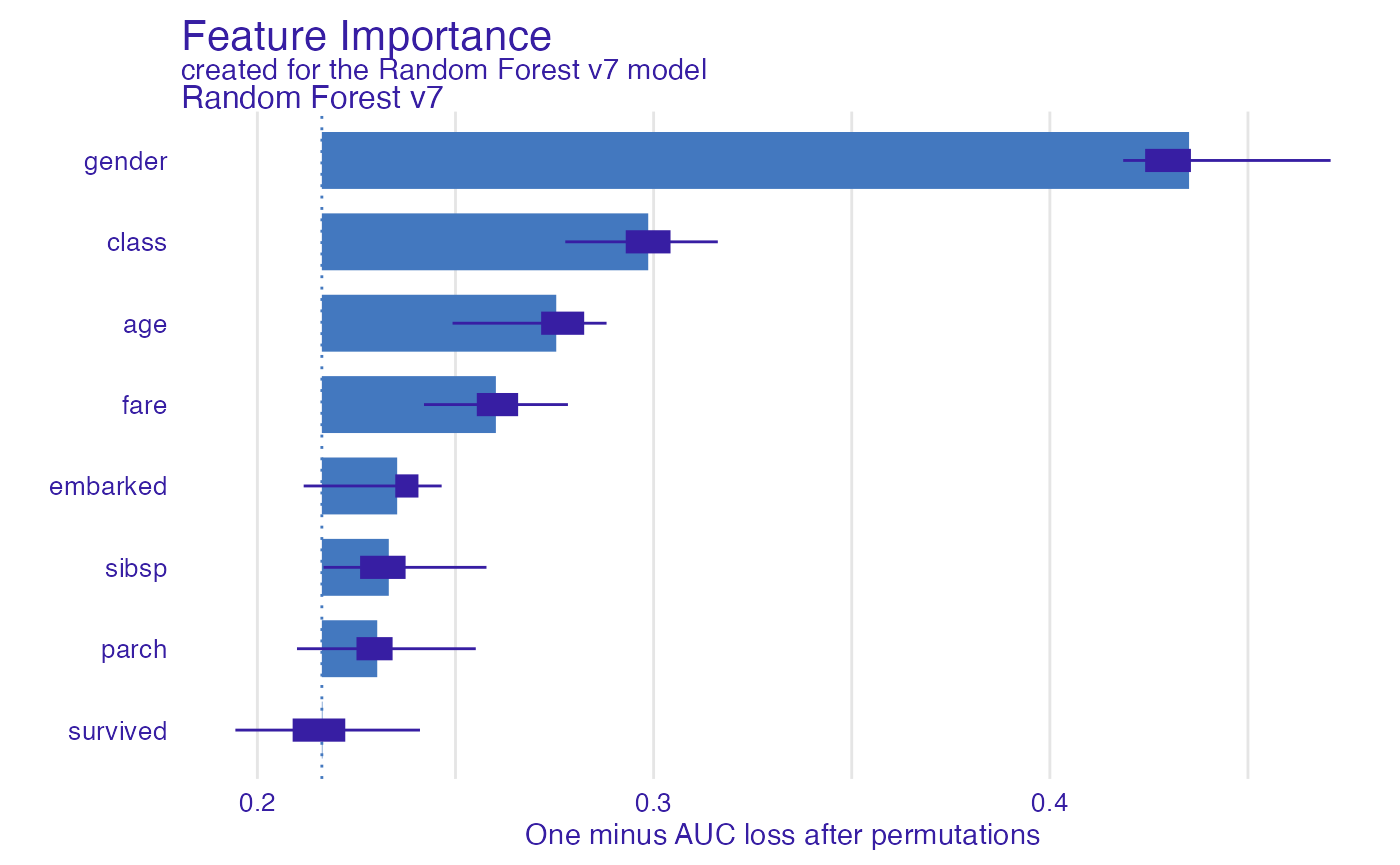 Feature Importance
created for the Random Forest v7 model
Random Forest v7
gender
class
age
fare
embarked
sibsp
parch
survived
0.2 0.3 0.4
One minus AUC loss after permutations